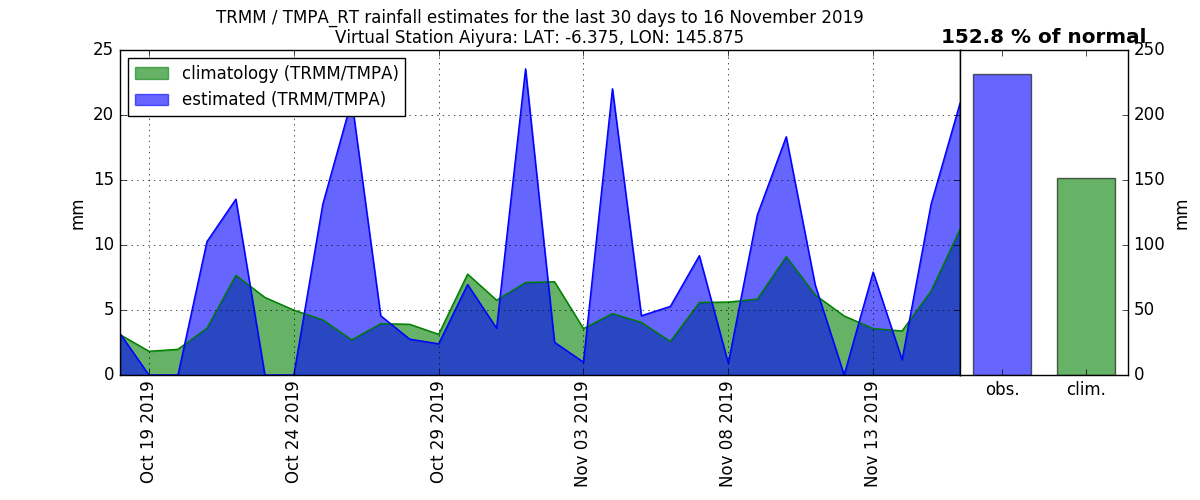 TRMM / TMPA_RT rainfall estimates for the last 30 days to 16 November 2019
Virtual Station Aiyura: LAT: -6.375, LON: 145.875
152.8 % of normal
climatology (TRMM/TMPA)
estimated (TRMM/TMPA)
mm
25
20
15
10
5
0
Oct 19 2019
Oct 24 2019
Oct 29 2019
Nov 03 2019
Nov 08 2019
Nov 13 2019
obs.
clim.
250
200
150
100
50
0
mm